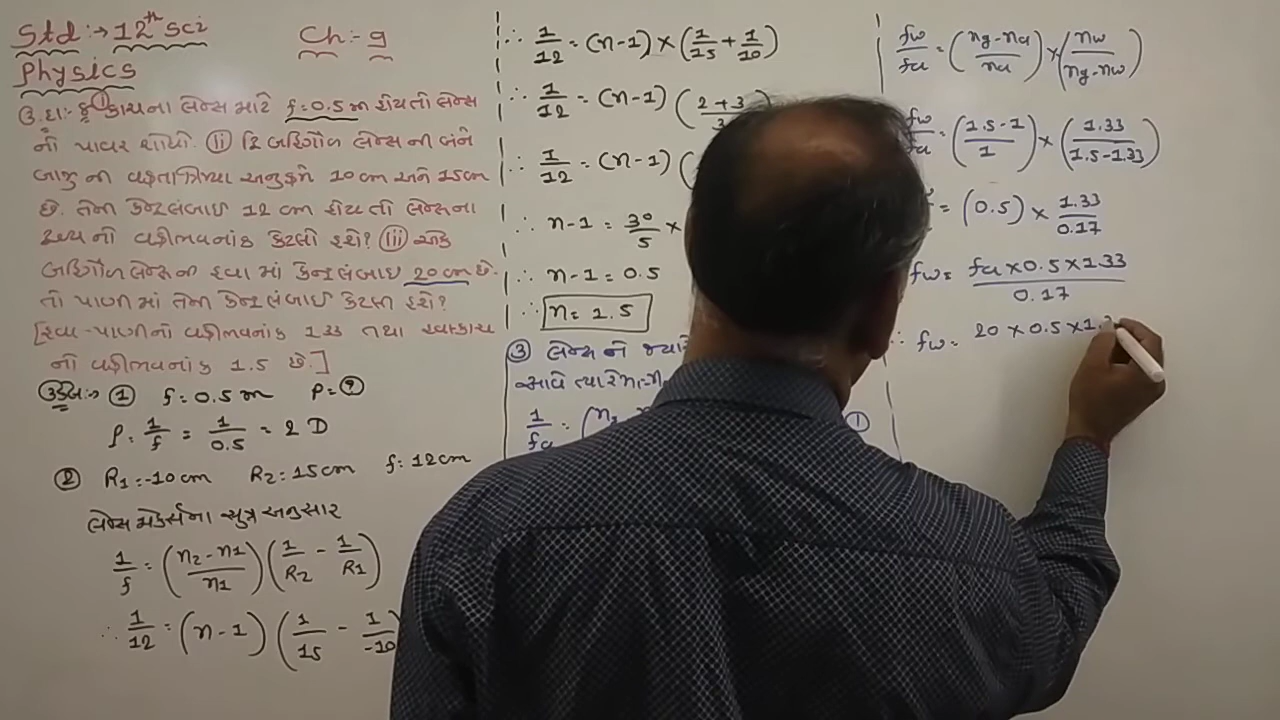 Std :→ 12th Sci
Ch :- 9
Physics
ઉ.દા:- ① કાચના લેન્સ માટે f = 0.5 m હોય તો લેન્સ
નો પાવર શોધો. (ii) દ્વિ બહિર્ગોળ લેન્સ ની બંને
બાજુ ની વક્રતાત્રિજ્યા અનુક્રમે 10 cm અને 15 cm
છે. તેના કેન્દ્રલંબાઇ 12 cm હોય તો લેન્સના
દ્રવ્ય નો વક્રીભવનાંક કેટલો હશે? (iii) એક
બહિર્ગોળ લેન્સ ની હવા માં કેન્દ્રલંબાઇ 20 cm છે.
તો પાણી માં તેના કેન્દ્રલંબાઇ કેટલી હશે?
[હવા - પાણીનો વક્રીભવનાંક 1.33 તથા હવાકાચ
નો વક્રીભવનાંક 1.5 છે.]
ઉકેલ :→ ① f = 0.5 m P = ?
P = 1/f = 1/0.5 = 2 D
② R1 = -10 cm R2 = 15 cm f = 12 cm
લેન્સ મેકર્સના સુત્ર અનુસાર
1/f = ((n2 - n1)/n1) (1/R2 - 1/R1)
∴ 1/12 = (n - 1) (1/15 - 1/-10)
∴ 1/12 = (n-1) × (1/15 + 1/10)
∴ 1/12 = (n-1) (2 + 3
∴ 1/12 = (n-1) (
∴ n-1 = 30/5 ×
∴ n-1 = 0.5
∴ n = 1.5
③ લેન્સ ને
આવે ત્યારે
1/fa = (n2
①
fw/fa = ((ng - na)/na) × (nw/(ng - nw))
fw/fa = ((1.5 - 1)/1) × (1.33/(1.5 - 1.33))
= (0.5) × 1.33/0.17
fw = (fa × 0.5 × 1.33)/0.17
∴ fw = 20 × 0.5 × 1.